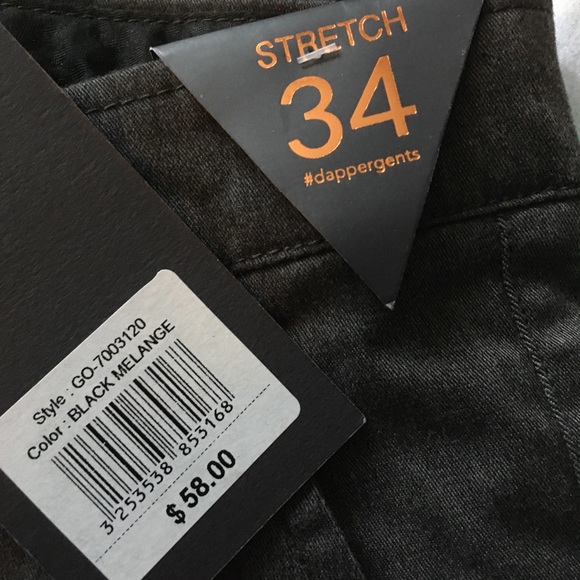 STRETCH
34
#dappergents
Style : GO-7003120
Color : BLACK MELANGE
3 253538 853168
$ 58.00